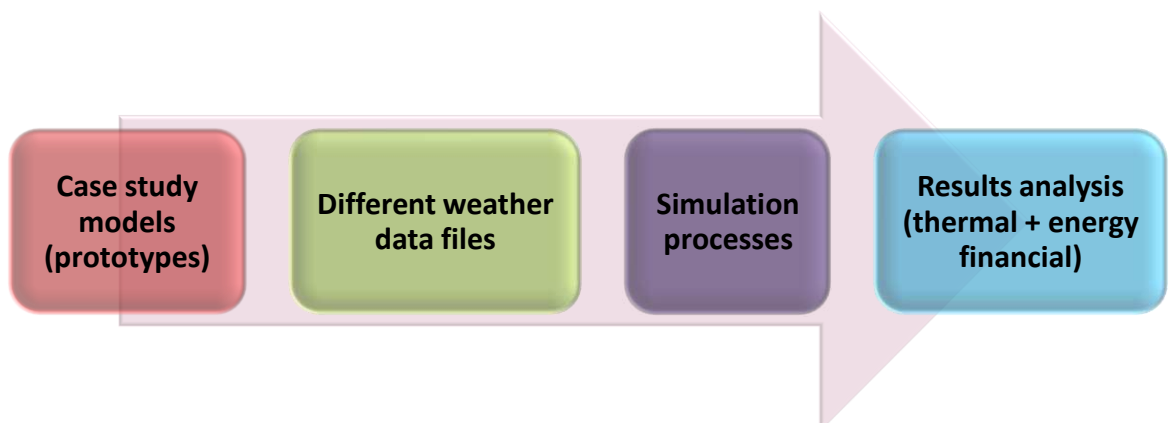 Case study
models
(prototypes)
Different weather
data files
Simulation
processes
Results analysis
(thermal + energy
financial)